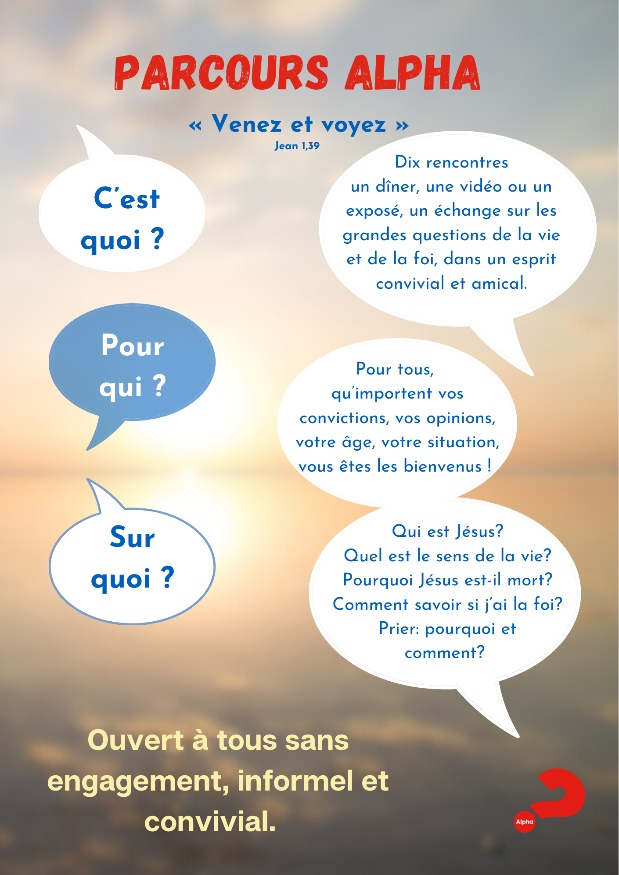 PARCOURS ALPHA
« Venez et voyez »
Jean 1,39
C'est
quoi ?
Dix rencontres
un dîner, une vidéo ou un
exposé, un échange sur les
grandes questions de la vie
et de la foi, dans un esprit
convivial et amical.
Pour
qui ?
Pour tous,
qu'importent vos
convictions, vos opinions,
votre âge, votre situation,
vous êtes les bienvenus !
Sur
quoi ?
Qui est Jésus?
Quel est le sens de la vie?
Pourquoi Jésus est-il mort?
Comment savoir si j'ai la foi?
Prier: pourquoi et
comment?
Ouvert à tous sans
engagement, informel et
convivial.
Alpha